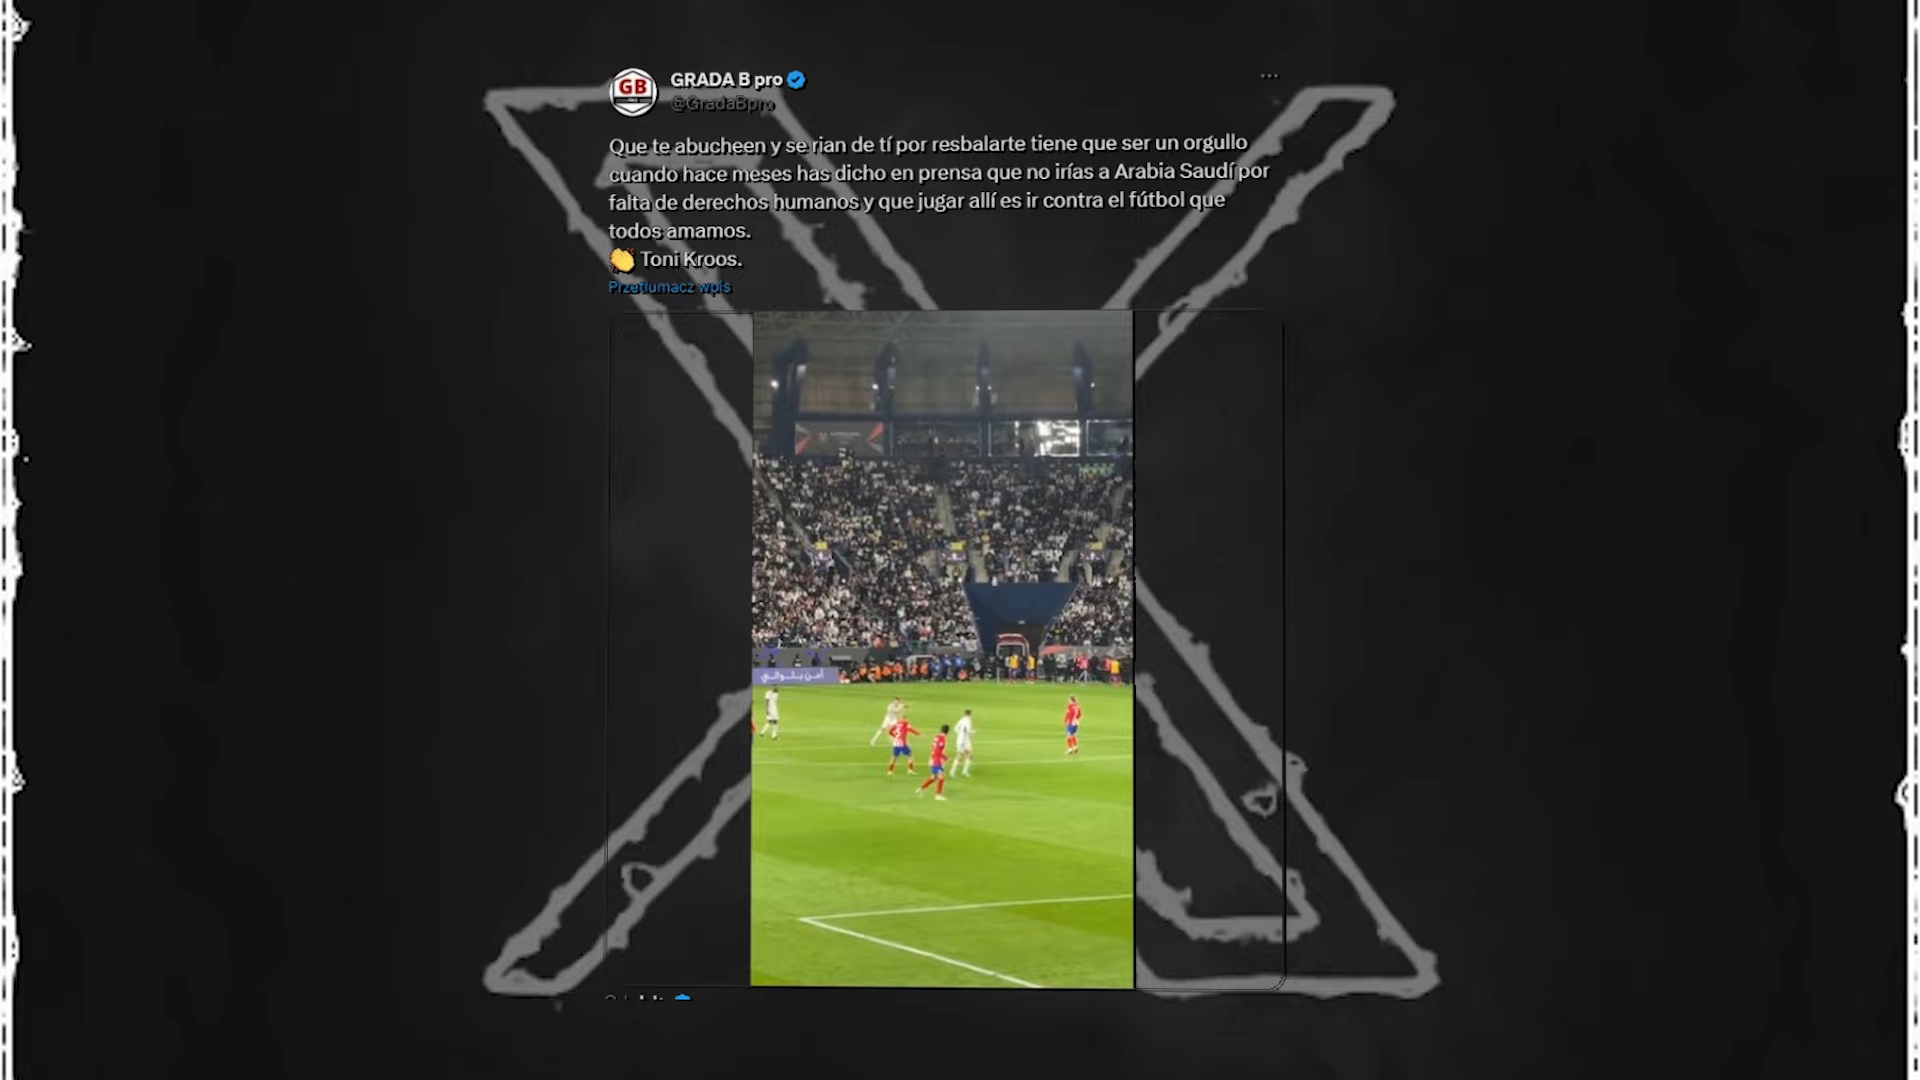 GB
GRADA B pro
@GradaBpro
Que te abucheen y se rian de tí por resbalarte tiene que ser un orgullo
cuando hace meses has dicho en prensa que no irías a Arabia Saudí por
falta de derechos humanos y que jugar allí es ir contra el fútbol que
todos amamos.
👏 Toni Kroos.
Przetłumacz wpis